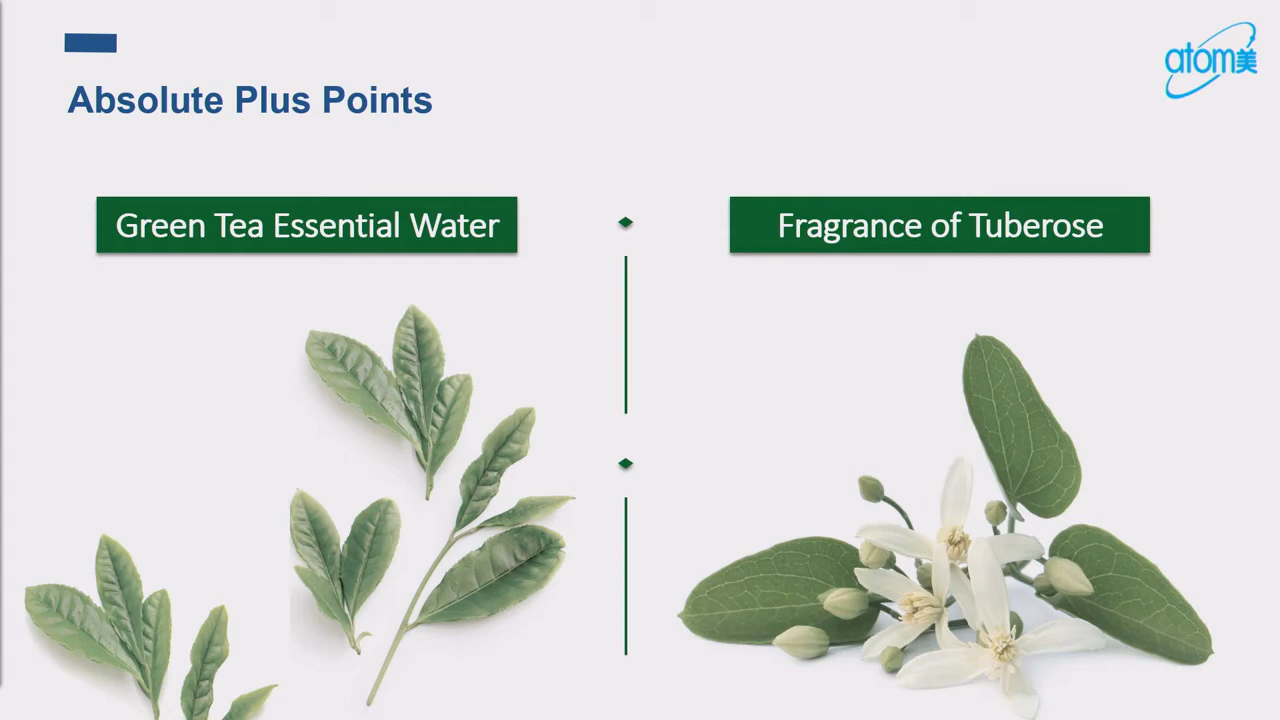 Absolute Plus Points
atom美
Green Tea Essential Water
Fragrance of Tuberose